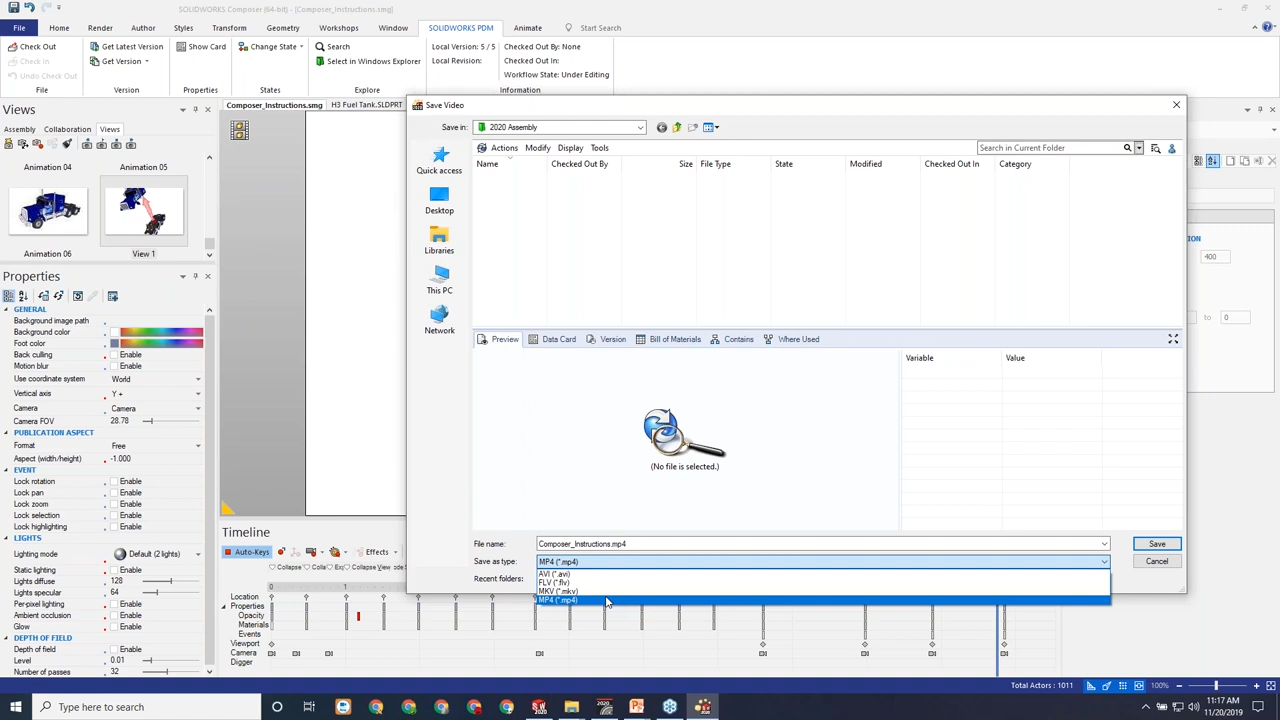 SOLIDWORKS Composer (64-bit) - [Composer_Instructions.smg]
File Home Render Author Styles Transform Geometry Workshops Window SOLIDWORKS PDM Animate Start Search
Check Out Get Latest Version Show Card Change State Search Local Version: 5 / 5 Checked Out By: None
Check In Get Version Select in Windows Explorer Local Revision: Checked Out In:
Undo Check Out Workflow State: Under Editing
File Version Properties States Explore Information
Views
Composer_Instructions.smg H3 Fuel Tank.SLDPRT
Assembly Collaboration Views
Animation 04 Animation 05
Animation 06 View 1
Properties
GENERAL
Background image path
Background color
Foot color
Back culling Enable
Motion blur Enable
Use coordinate system World
Vertical axis Y +
Camera Camera
Camera FOV 28.78
PUBLICATION ASPECT
Format Free
Aspect (width/height) -1.000
EVENT
Lock rotation Enable
Lock pan Enable
Lock zoom Enable
Lock selection Enable
Lock highlighting Enable
LIGHTS
Lighting mode Default (2 lights)
Static lighting Enable
Lights diffuse 128
Lights specular 64
Per-pixel lighting Enable
Ambient occlusion Enable
Glow Enable
DEPTH OF FIELD
Depth of field Enable
Level 0.01
Number of passes 32
Save Video
Save in: 2020 Assembly
Actions Modify Display Tools Search in Current Folder
Name Checked Out By Size File Type State Modified Checked Out In Category
Quick access
Desktop
Libraries
This PC
Network
Preview Data Card Version Bill of Materials Contains Where Used
Variable Value
(No file is selected.)
File name: Composer_Instructions.mp4 Save
Save as type: MP4 (*.mp4) Cancel
Recent folders:
AVI (*.avi)
FLV (*.flv)
MKV (*.mkv)
MP4 (*.mp4)
ION
400
to 0
Timeline
Auto-Keys Effects
Collapse
0 1
Location
Properties
Opacity
Materials
Events
Viewport
Camera
Digger
Total Actors : 1011 100%
Type here to search
2020
2020
11:17 AM
11/20/2019